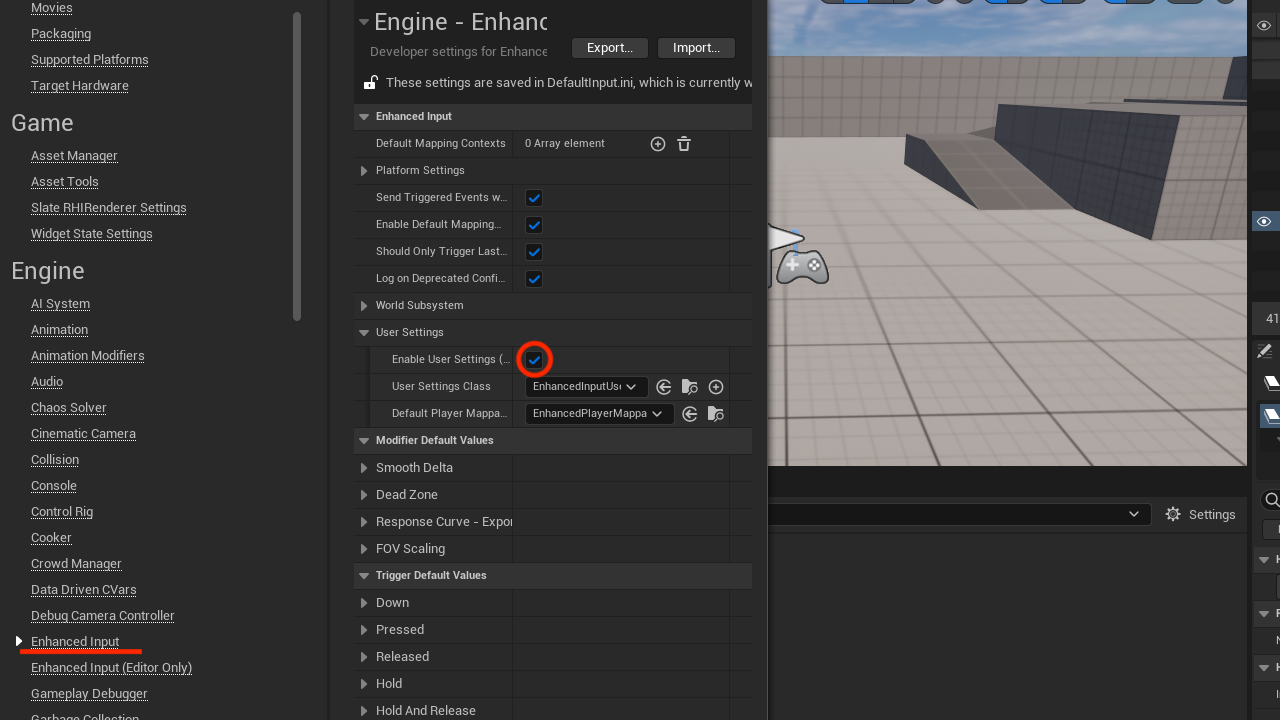 Movies
Packaging
Supported Platforms
Target Hardware
Game
Asset Manager
Asset Tools
Slate RHIRenderer Settings
Widget State Settings
Engine
AI System
Animation
Animation Modifiers
Audio
Chaos Solver
Cinematic Camera
Collision
Console
Control Rig
Cooker
Crowd Manager
Data Driven CVars
Debug Camera Controller
Enhanced Input
Enhanced Input (Editor Only)
Gameplay Debugger
Garbage Collection
Engine - Enhanc
Developer settings for Enhance
Export...
Import...
These settings are saved in DefaultInput.ini, which is currently w
Enhanced Input
Default Mapping Contexts 0 Array element
Platform Settings
Send Triggered Events w...
Enable Default Mapping...
Should Only Trigger Last...
Log on Deprecated Confi...
World Subsystem
User Settings
Enable User Settings (...
User Settings Class EnhancedInputUs
Default Player Mappa... EnhancedPlayerMappa
Modifier Default Values
Smooth Delta
Dead Zone
Response Curve - Expo
FOV Scaling
Trigger Default Values
Down
Pressed
Released
Hold
Hold And Release
41
Settings